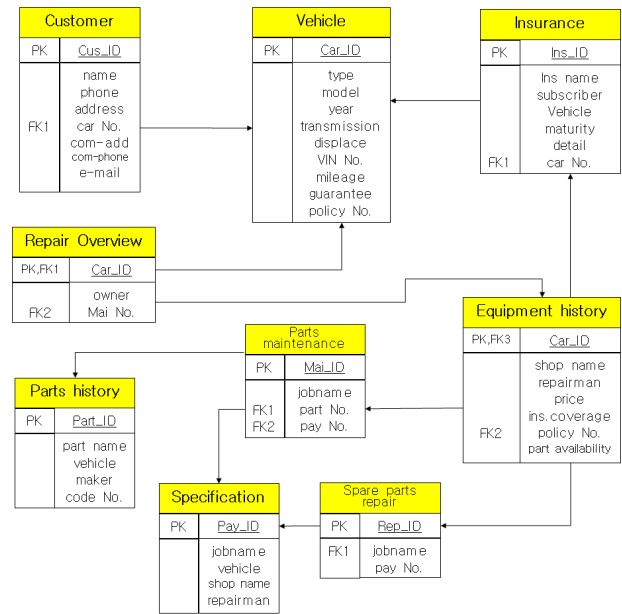 Customer
PK Cus_ID
name
phone
address
FK1 car No.
com-add
com-phone
e-mail
Vehicle
PK Car_ID
type
model
year
transmission
displace
VIN No.
mileage
guarantee
policy No.
Insurance
PK Ins_ID
Ins name
subscriber
Vehicle
maturity
detail
FK1 car No.
Repair Overview
PK,FK1 Car_ID
owner
FK2 Mai No.
Equipment history
PK,FK3 Car_ID
shop name
repairman
price
ins.coverage
FK2 policy No.
part availability
Parts
maintenance
PK Mai_ID
jobname
FK1 part No.
FK2 pay No.
Parts history
PK Part_ID
part name
vehicle
maker
code No.
Specification
PK Pay_ID
jobname
vehicle
shop name
repairman
Spare parts
repair
PK Rep_ID
FK1 jobname
pay No.